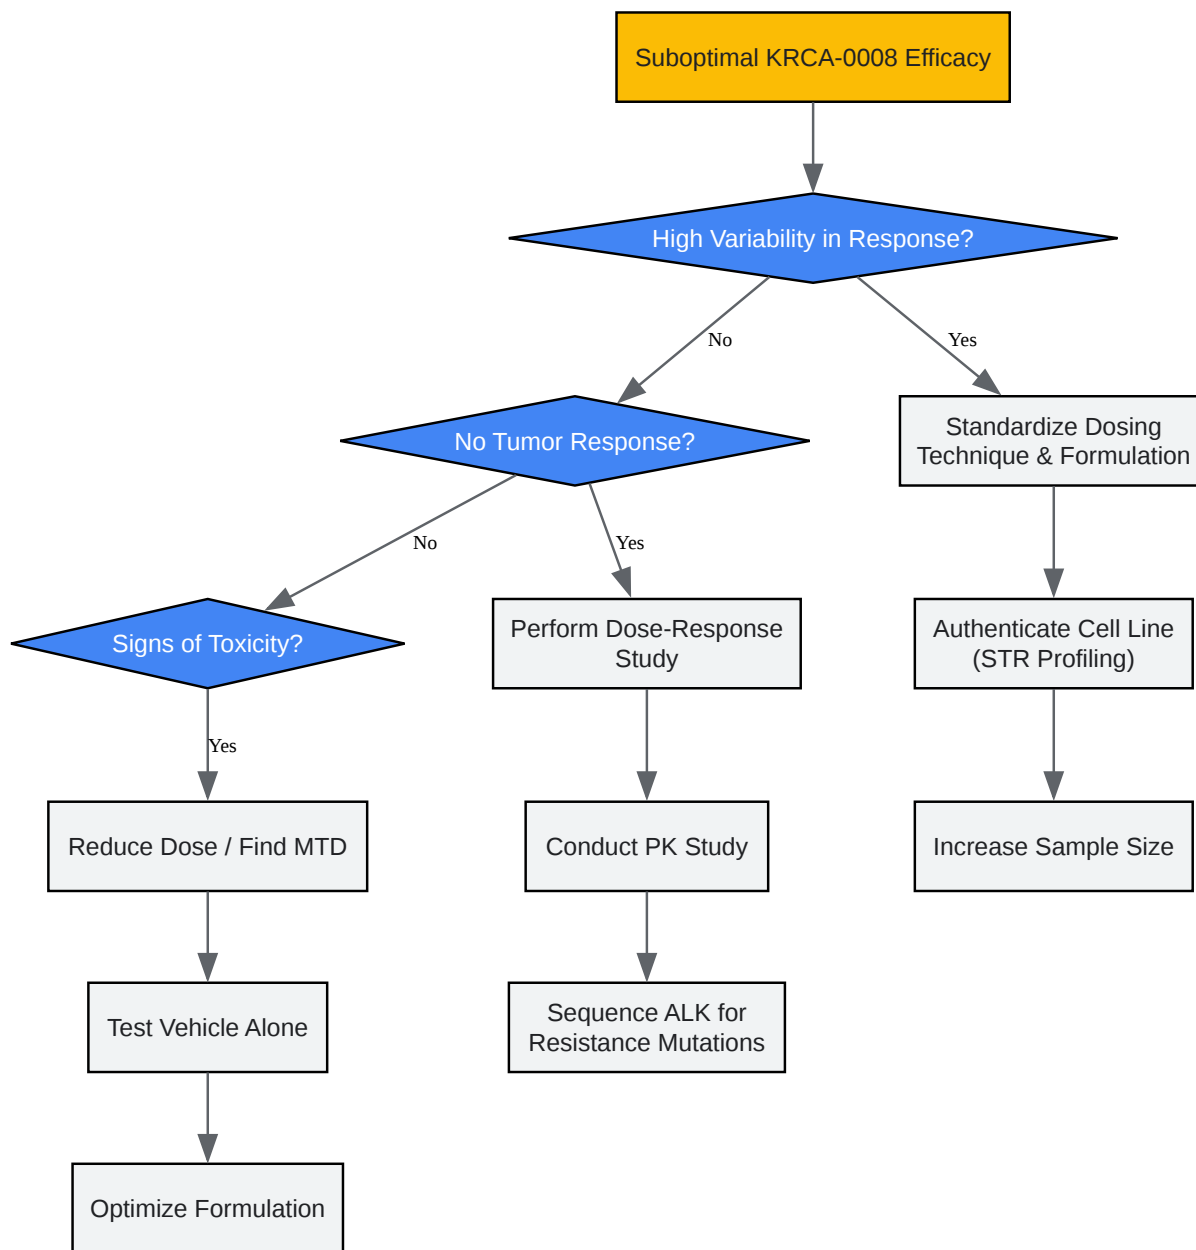 Suboptimal KRCA-0008 Efficacy
High Variability in Response?
No
Yes
No Tumor Response?
Standardize Dosing
Technique & Formulation
No
Yes
Signs of Toxicity?
Perform Dose-Response
Study
Authenticate Cell Line
(STR Profiling)
Yes
Reduce Dose / Find MTD
Conduct PK Study
Increase Sample Size
Test Vehicle Alone
Sequence ALK for
Resistance Mutations
Optimize Formulation